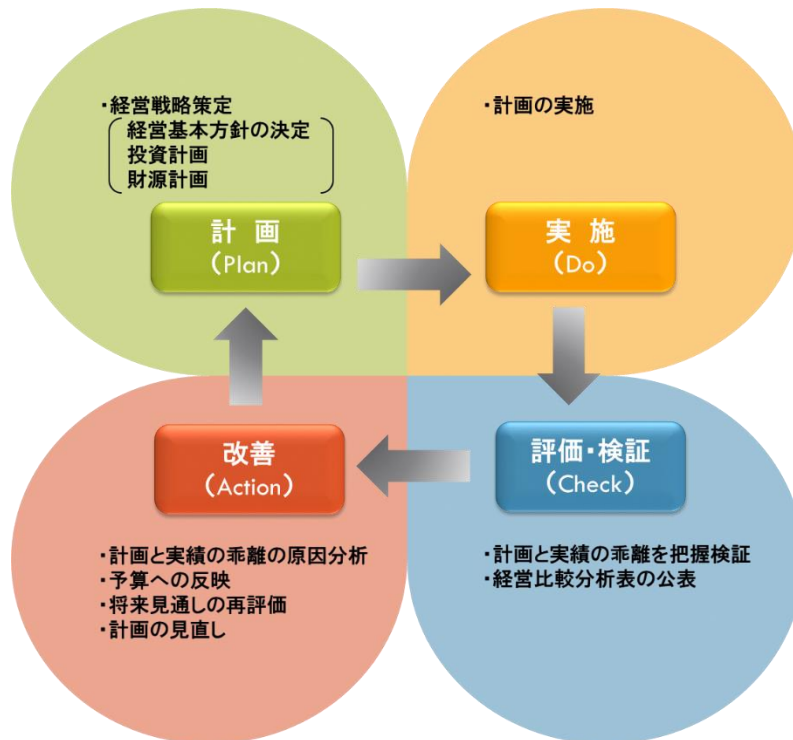 ・経営戦略策定
経営基本方針の決定
投資計画
財源計画
計 画
（Plan）
・計画の実施
実 施
（Do）
評価・検証
（Check）
・計画と実績の乖離を把握検証
・経営比較分析表の公表
改善
（Action）
・計画と実績の乖離の原因分析
・予算への反映
・将来見通しの再評価
・計画の見直し